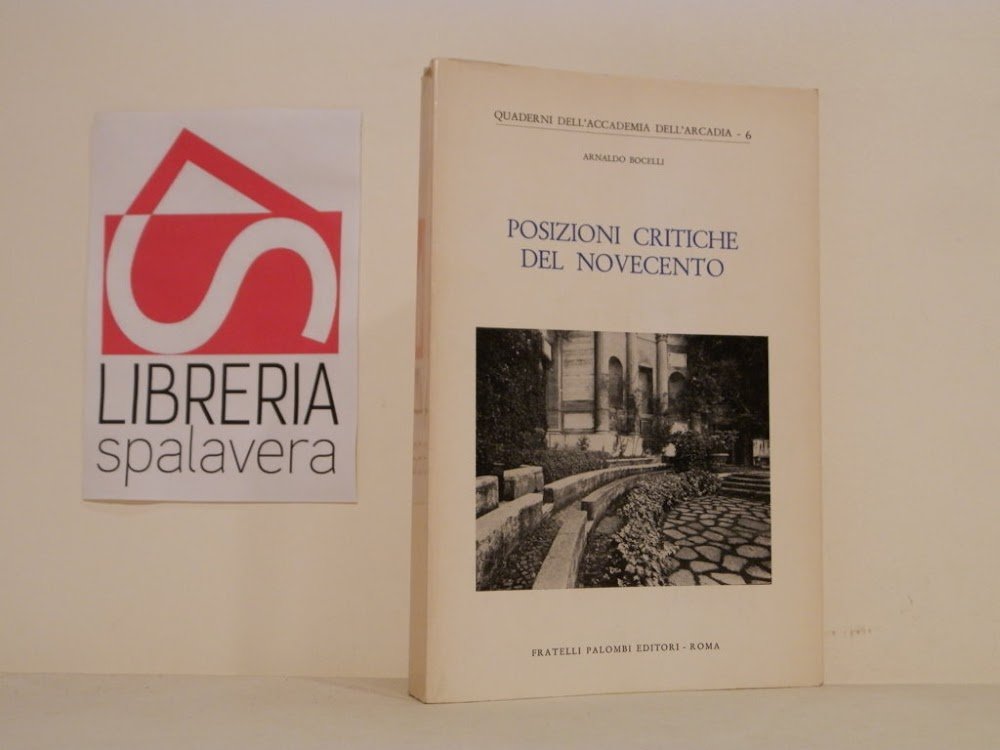 LIBRERIA
spalavera
QUADERNI DELL'ACCADEMIA DELL'ARCADIA - 6
ARNALDO BOCELLI
POSIZIONI CRITICHE
DEL NOVECENTO
FRATELLI PALOMBI EDITORI - ROMA